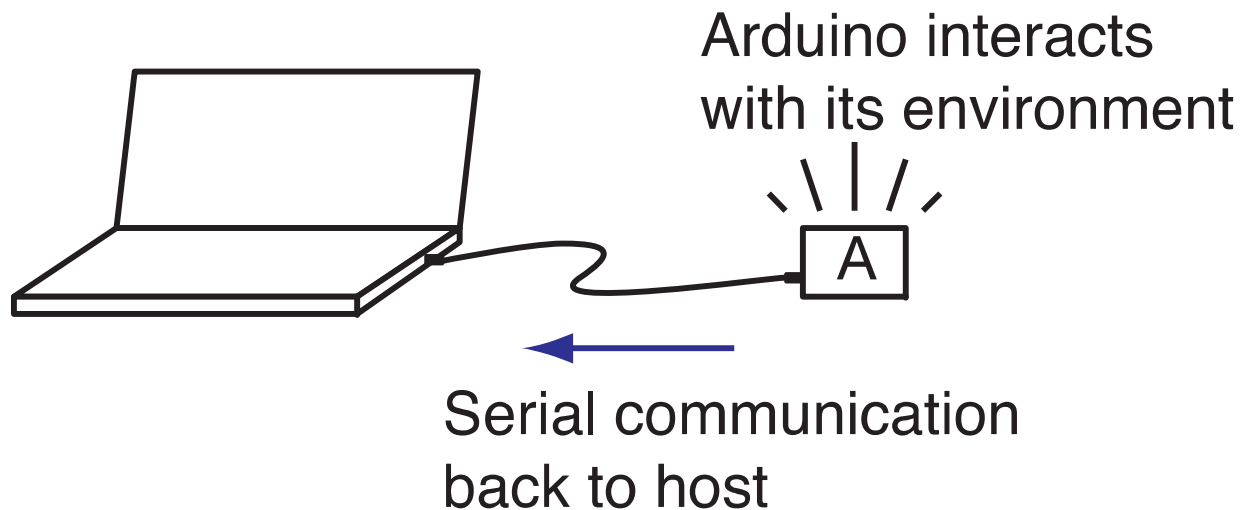 Arduino interacts
with its environment
A
Serial communication
back to host